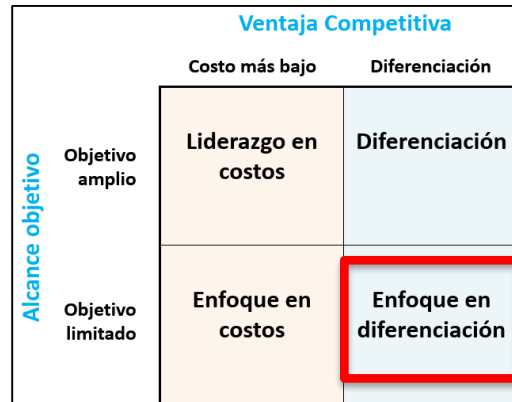 Ventaja Competitiva
Costo más bajo
Diferenciación
Alcance objetivo
Objetivo
amplio
Liderazgo en
costos
Diferenciación
Objetivo
limitado
Enfoque en
costos
Enfoque en
diferenciación